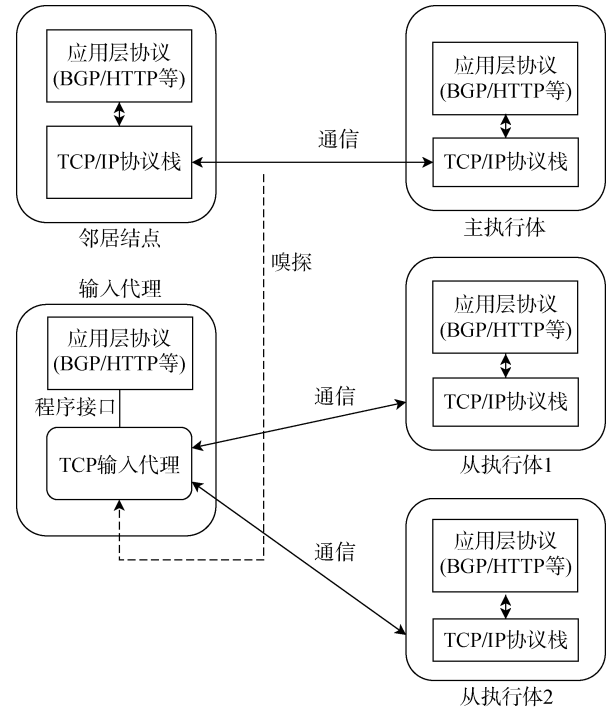 应用层协议
(BGP/HTTP等)
TCP/IP协议栈
邻居结点
通信
应用层协议
(BGP/HTTP等)
TCP/IP协议栈
主执行体
嗅探
输入代理
应用层协议
(BGP/HTTP等)
程序接口
TCP输入代理
通信
应用层协议
(BGP/HTTP等)
TCP/IP协议栈
从执行体1
通信
应用层协议
(BGP/HTTP等)
TCP/IP协议栈
从执行体2